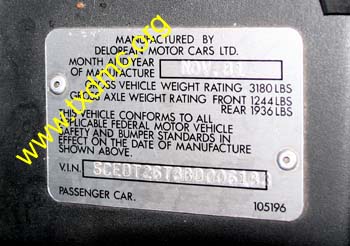 MANUFACTURED BY
DELOREAN MOTOR CARS LTD.
MONTH AND YEAR
OF MANUFACTURE NOV. 81
GROSS VEHICLE WEIGHT RATING 3180 LBS
GROSS AXLE WEIGHT RATING FRONT 1244 LBS
REAR 1936 LBS
THIS VEHICLE CONFORMS TO ALL
APPLICABLE FEDERAL MOTOR VEHICLE
SAFETY AND BUMPER STANDARDS IN
EFFECT ON THE DATE OF MANUFACTURE
V.I.N.
PASSENGER CAR. 105196